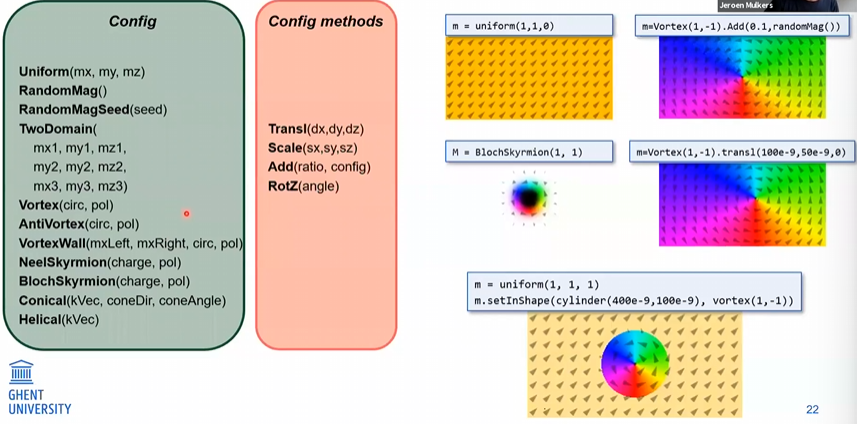 Jeroen Mulkers
Config
Uniform(mx, my, mz)
RandomMag()
RandomMagSeed(seed)
TwoDomain(
mx1, my1, mz1,
my2, my2, mz2,
mx3, my3, mz3)
Vortex(circ, pol)
AntiVortex(circ, pol)
VortexWall(mxLeft, mxRight, circ, pol)
NeelSkyrmion(charge, pol)
BlochSkyrmion(charge, pol)
Conical(kVec, coneDir, coneAngle)
Helical(kVec)
Config methods
Transl(dx,dy,dz)
Scale(sx,sy,sz)
Add(ratio, config)
RotZ(angle)
m = uniform(1,1,0)
m=Vortex(1,-1).Add(0.1,randomMag())
M = BlochSkyrmion(1, 1)
m=Vortex(1,-1).transl(100e-9,50e-9,0)
m = uniform(1, 1, 1)
m.setInShape(cylinder(400e-9,100e-9), vortex(1,-1))
GHENT
UNIVERSITY
22